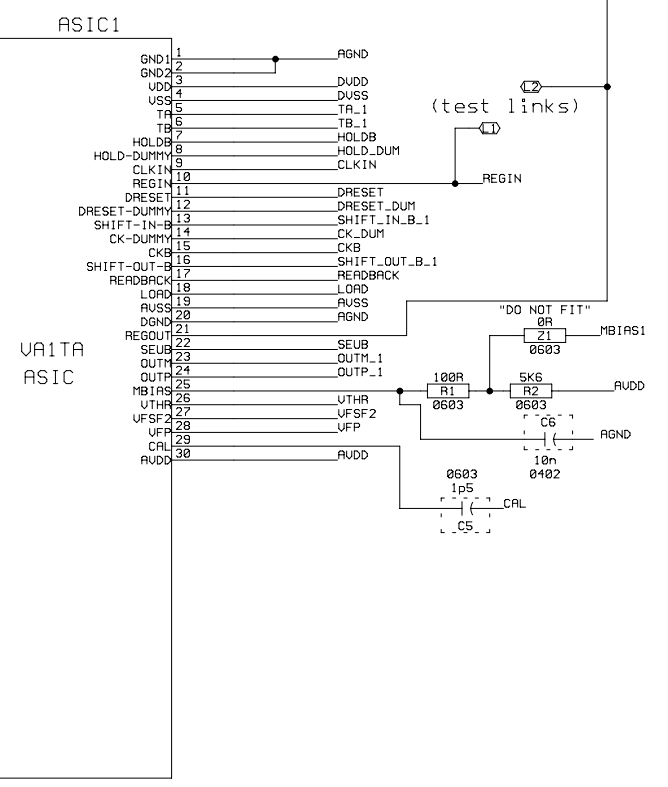 ASIC1
GND1 1 AGND
GND2 2
VDD 3 DVDD
VSS 4 DVSS
TA 5 TA_1
TB 6 TB_1
HOLDB 7 HOLDB
HOLD-DUMMY 8 HOLD_DUM
CLKIN 9 CLKIN
REGIN 10 REGIN
DRESET 11 DRESET
DRESET-DUMMY 12 DRESET_DUM
SHIFT-IN-B 13 SHIFT_IN_B_1
CK-DUMMY 14 CK_DUM
CKB 15 CKB
SHIFT-OUT-B 16 SHIFT_OUT_B_1
READBACK 17 READBACK
LOAD 18 LOAD
AVSS 19 AVSS
DGND 20 AGND
REGOUT 21
SEUB 22 SEUB
OUTM 23 OUTM_1
OUTP 24 OUTP_1
MBIAS 25
VTHR 26 VTHR
VFSF2 27 VFSF2
VFP 28 VFP
CAL 29
AVDD 30 AVDD
VA1TA
ASIC
L2
(test links)
L1
"DO NOT FIT"
0R
Z1
0603
MBIAS1
100R
R1
0603
5K6
R2
0603
AVDD
C6
10n
0402
AGND
0603
1p5
C5
CAL